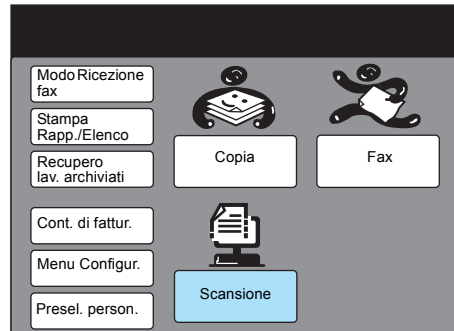 Modo Ricezione
fax
Stampa
Rapp./Elenco
Recupero
lav. archiviati
Copia
Fax
Cont. di fattur.
Menu Configur.
Presel. person.
Scansione